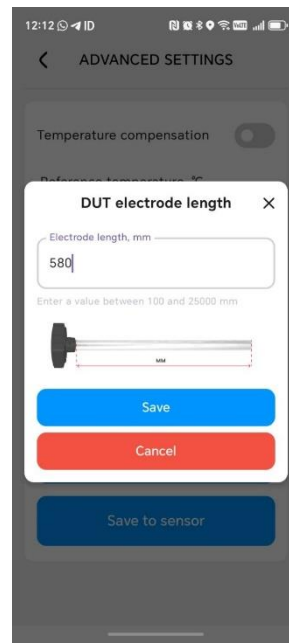 12:12 ID
ADVANCED SETTINGS
Temperature compensation
Reference temperature, °C
DUT electrode length
Electrode length, mm
580
Enter a value between 100 and 25000 mm
мм
Save
Cancel
Save to sensor